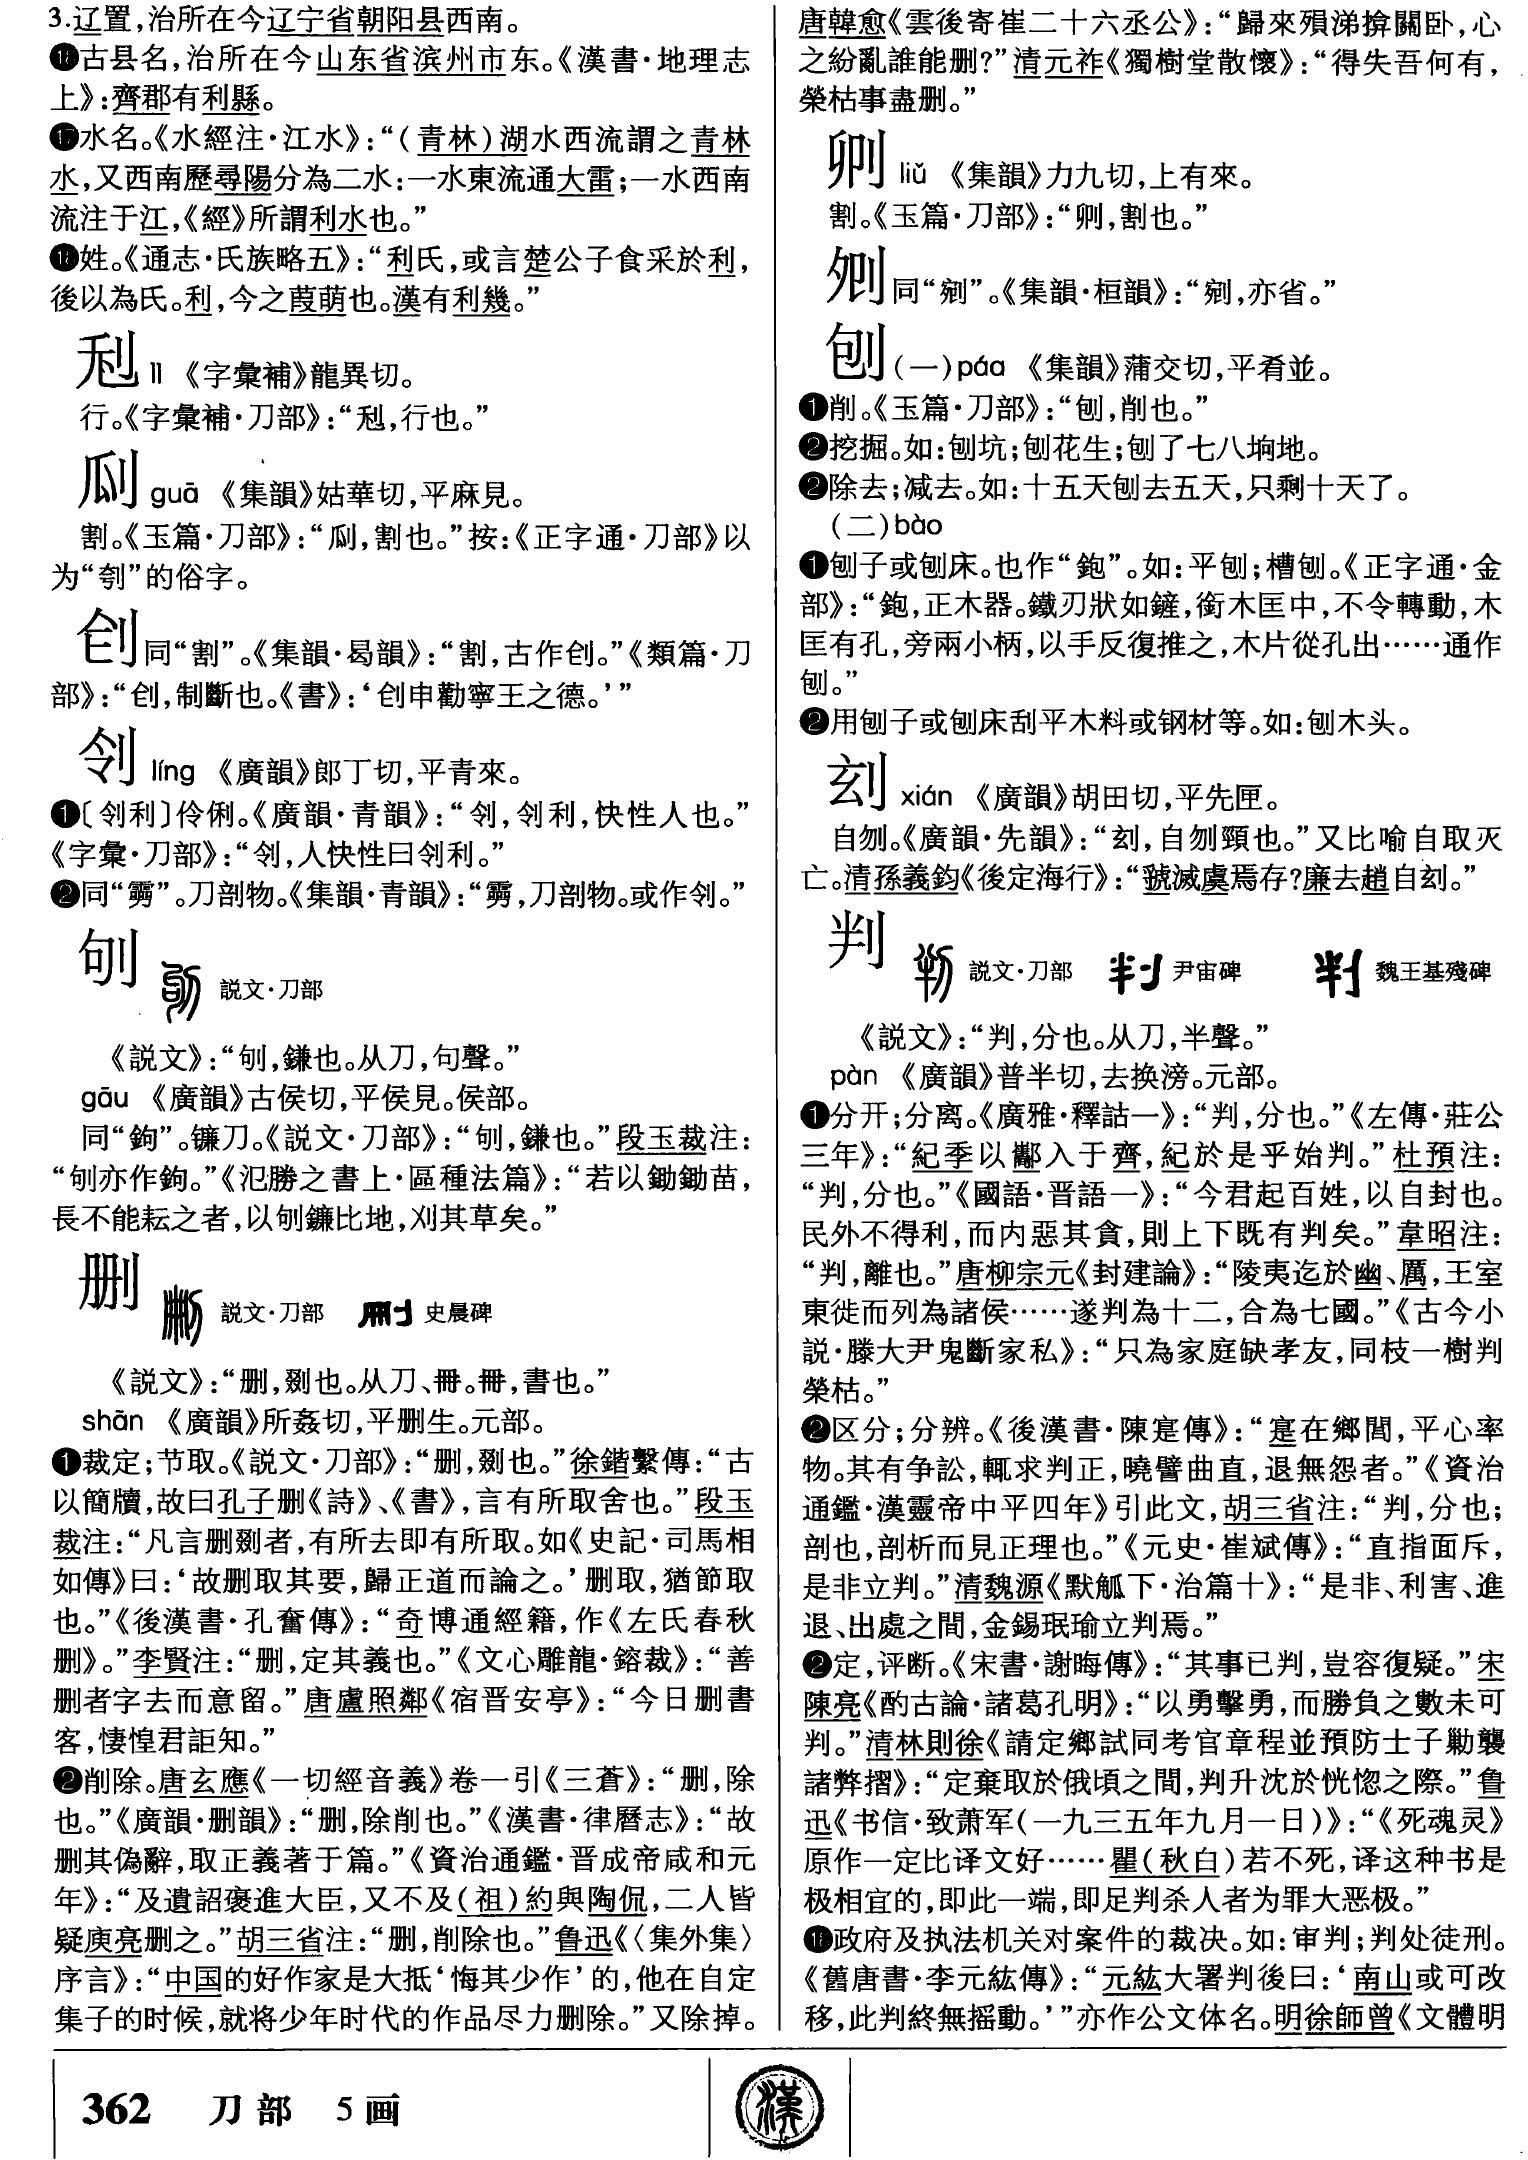 3.辽置,治所在今辽宁省朝阳县西南。
⓰古县名,治所在今山东省滨州市东。《漢書·地理志
上》:齊郡有利縣。
⓱水名。《水經注·江水》:“(青林)湖水西流謂之青林
水,又西南歷尋陽分為二水:一水東流通大雷;一水西南
流注于江,《經》所謂利水也。”
⓲姓。《通志·氏族略五》:“利氏,或言楚公子食采於利,
後以為氏。利,今之葭萌也。漢有利幾。”
lì 《字彙補》龍異切。
行。《字彙補·刀部》:“,行也。”
㓡 guā 《集韻》姑華切,平麻見。
割。《玉篇·刀部》:“㓡,割也。”按:《正字通·刀部》以
为“刳”的俗字。
同“割”。《集韻·曷韻》:“割,古作。”《類篇·刀
部》:“,制斷也。《書》:‘申勸寧王之德。’”
刢 líng 《廣韻》郎丁切,平青來。
❶〔刢利〕伶俐。《廣韻·青韻》:“刢,刢利,快性人也。”
《字彙·刀部》:“刢,人快性曰刢利。”
❷同“㔖”。刀剖物。《集韻·青韻》:“㔖,刀剖物。或作刢。”
刏 説文·刀部
《説文》:“刨,鎌也。从刀,句聲。”
gōu 《廣韻》古侯切,平侯見。侯部。
同“鉤”。镰刀。《説文·刀部》:“㓨,鎌也。”段玉裁注:
“㓨亦作鉤。”《氾勝之書上·區種法篇》:“若以鋤鋤苗,
長不能耘之者,以㓨鐮比地,刈其草矣。”
删 説文·刀部 史晨碑
《説文》:“删,剟也。从刀、冊。冊,書也。”
shān 《廣韻》所姦切,平删生。元部。
❶裁定;节取。《説文·刀部》:“删,剟也。”徐鍇繫傳:“古
以簡牘,故曰孔子删《詩》、《書》,言有所取舍也。”段玉
裁注:“凡言删剟者,有所去即有所取。如《史記·司馬相
如傳》曰:‘故删取其要,歸正道而論之。’删取,猶節取
也。”《後漢書·孔奮傳》:“奇博通經籍,作《左氏春秋
删》。”李賢注:“删,定其義也。”《文心雕龍·鎔裁》:“善
删者字去而意留。”唐盧照鄰《宿晋安亭》:“今日删書
客,悽惶君詎知。”
❷削除。唐玄應《一切經音義》卷一引《三蒼》:“删,除
也。”《廣韻·删韻》:“删,除削也。”《漢書·律曆志》:“故
删其偽辭,取正義著于篇。”《資治通鑑·晋成帝咸和元
年》:“及遺詔褒進大臣,又不及(祖)約與陶侃,二人皆
疑庾亮删之。”胡三省注:“删,削除也。”鲁迅《〈集外集〉
序言》:“中国的好作家是大抵‘悔其少作’的,他在自定
集子的时候,就将少年时代的作品尽力删除。”又除掉。
唐韓愈《雲後寄崔二十六丞公》:“歸來殞涕揜關卧,心
之紛亂誰能删?”清元祚《獨樹堂散懷》:“得失吾何有,
榮枯事盡删。”
liǔ 《集韻》力九切,上有來。
割。《玉篇·刀部》:“,割也。”
同“剜”。《集韻·桓韻》:“剜,亦省。”
刨 (一)páo 《集韻》蒲交切,平肴並。
❶削。《玉篇·刀部》:“刨,削也。”
❷挖掘。如:刨坑;刨花生;刨了七八垧地。
❷除去;减去。如:十五天刨去五天,只剩十天了。
(二)bào
❶刨子或刨床。也作“鉋”。如:平刨;槽刨。《正字通·金
部》:“鉋,正木器。鐵刃狀如鏟,銜木匡中,不令轉動,木
匡有孔,旁兩小柄,以手反復推之,木片從孔出……通作
刨。”
❷用刨子或刨床刮平木料或钢材等。如:刨木头。
㓩 xián 《廣韻》胡田切,平先匣。
自刎。《廣韻·先韻》:“㓩,自刎頸也。”又比喻自取灭
亡。清孫義鈞《後定海行》:“虢滅虞焉存?廉去趙自㓩。”
判 説文·刀部 尹宙碑 魏王基殘碑
《説文》:“判,分也。从刀,半聲。”
pàn 《廣韻》普半切,去换滂。元部。
❶分开;分离。《廣雅·釋詁一》:“判,分也。”《左傳·莊公
三年》:“紀季以酅入于齊,紀於是乎始判。”杜預注:
“判,分也。”《國語·晋語一》:“今君起百姓,以自封也。
民外不得利,而内惡其貪,則上下既有判矣。”韋昭注:
“判,離也。”唐柳宗元《封建論》:“陵夷迄於幽、厲,王室
東徙而列為諸侯……遂判為十二,合為七國。”《古今小
説·滕大尹鬼斷家私》:“只為家庭缺孝友,同枝一樹判
榮枯。”
❷区分;分辨。《後漢書·陳寔傳》:“寔在鄉閭,平心率
物。其有争訟,輒求判正,曉譬曲直,退無怨者。”《資治
通鑑·漢靈帝中平四年》引此文,胡三省注:“判,分也;
剖也,剖析而見正理也。”《元史·崔斌傳》:“直指面斥,
是非立判。”清魏源《默觚下·治篇十》:“是非、利害、進
退、出處之間,金錫珉瑜立判焉。”
❷定,评断。《宋書·謝晦傳》:“其事已判,豈容復疑。”宋
陳亮《酌古論·諸葛孔明》:“以勇擊勇,而勝負之數未可
判。”清林則徐《請定鄉試同考官章程並預防士子勦襲
諸弊摺》:“定棄取於俄頃之間,判升沈於恍惚之際。”鲁
迅《书信·致萧军(一九三五年九月一日)》:“《死魂灵》
原作一定比译文好……瞿(秋白)若不死,译这种书是
极相宜的,即此一端,即足判杀人者为罪大恶极。”
⓲政府及执法机关对案件的裁决。如:审判;判处徒刑。
《舊唐書·李元紘傳》:“元紘大署判後曰:‘南山或可改
移,此判終無摇動。’”亦作公文体名。明徐師曾《文體明
362 刀部 5画
漢